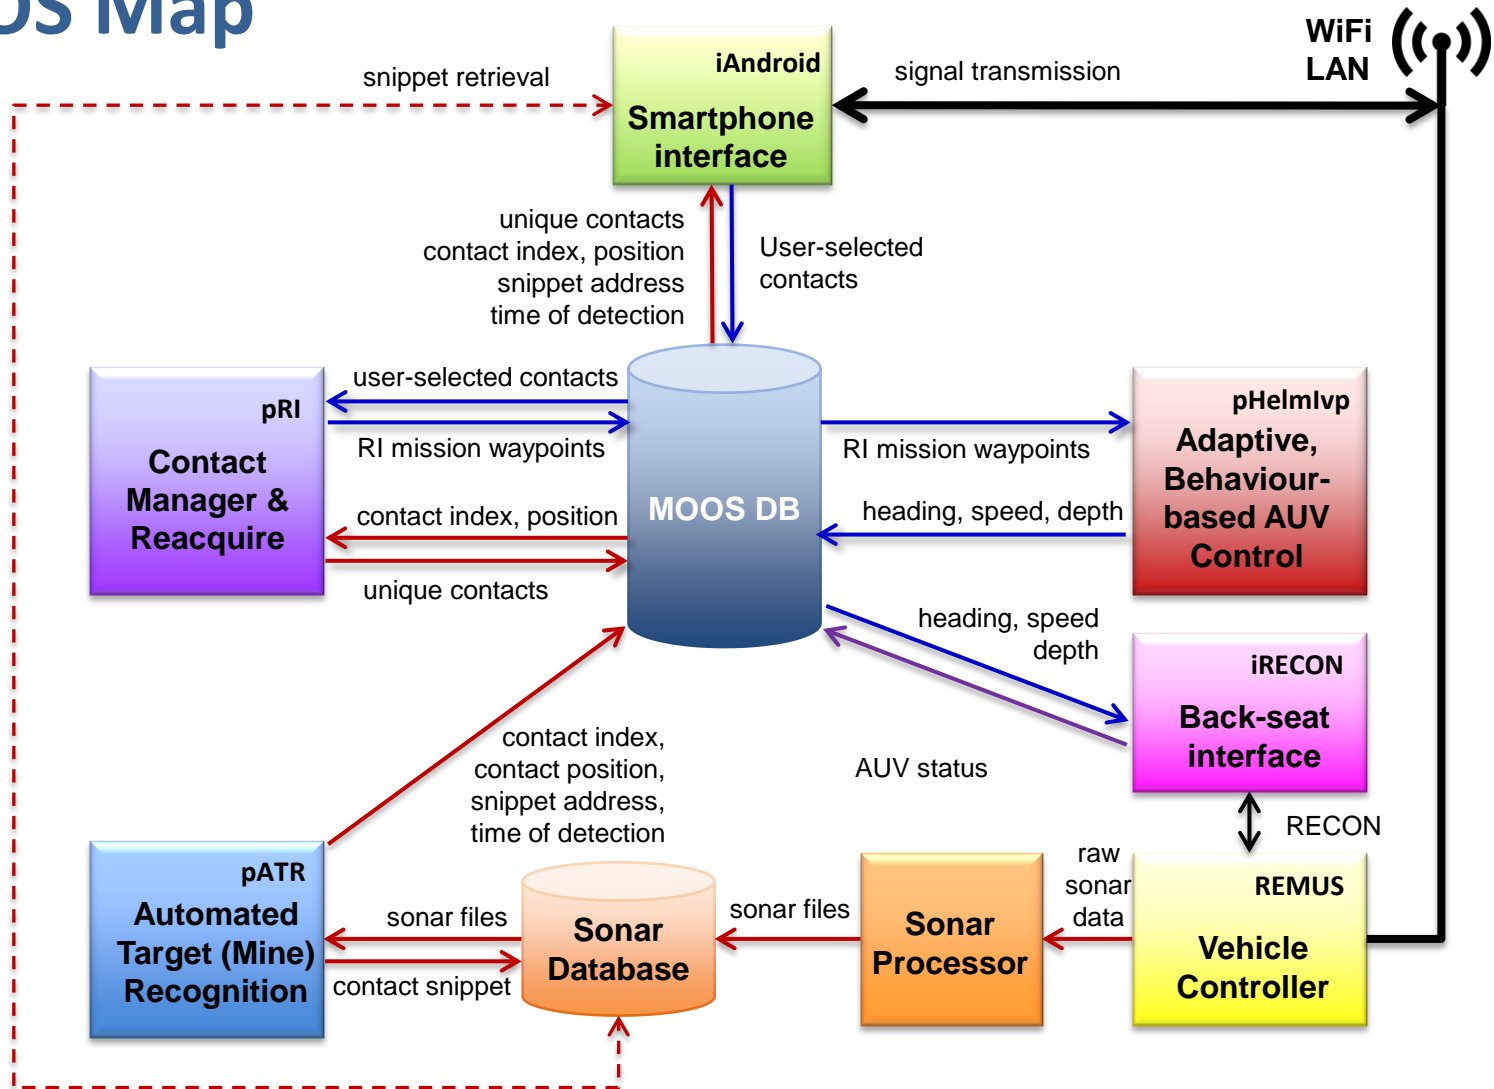 OS Map
WiFi
LAN
snippet retrieval
iAndroid
Smartphone
interface
signal transmission
unique contacts
contact index, position
snippet address
time of detection
User-selected
contacts
pRI
Contact
Manager &
Reacquire
user-selected contacts
RI mission waypoints
contact index, position
unique contacts
MOOS DB
RI mission waypoints
heading, speed, depth
pHelmIvp
Adaptive,
Behaviour-
based AUV
Control
heading, speed
depth
AUV status
iRECON
Back-seat
interface
RECON
contact index,
contact position,
snippet address,
time of detection
pATR
Automated
Target (Mine)
Recognition
sonar files
contact snippet
Sonar
Database
sonar files
Sonar
Processor
raw
sonar
data
REMUS
Vehicle
Controller